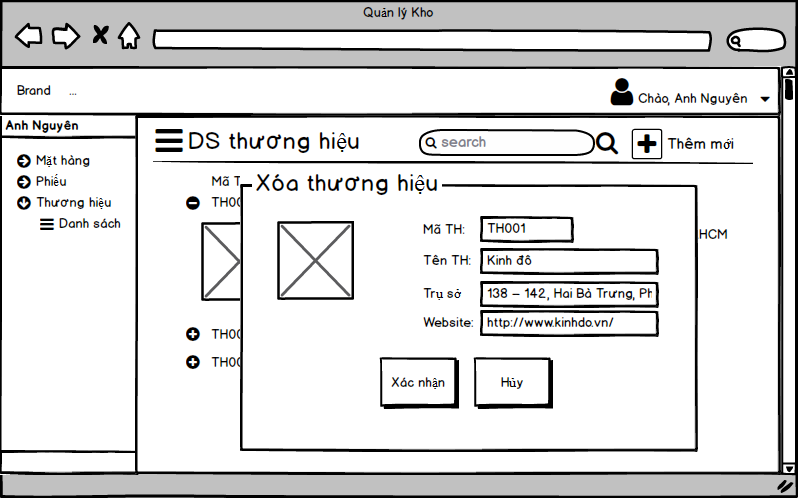 Quản lý Kho
Brand ...
Chào, Anh Nguyên
Anh Nguyên
Mặt hàng
Phiếu
Thương hiệu
Danh sách
DS thương hiệu
search
Thêm mới
Mã T
TH00
HCM
TH00
TH00
Xóa thương hiệu
Mã TH:
TH001
Tên TH:
Kinh đô
Trụ sở
138 – 142, Hai Bà Trưng, Ph
Website:
http://www.kinhdo.vn/
Xác nhận
Hủy